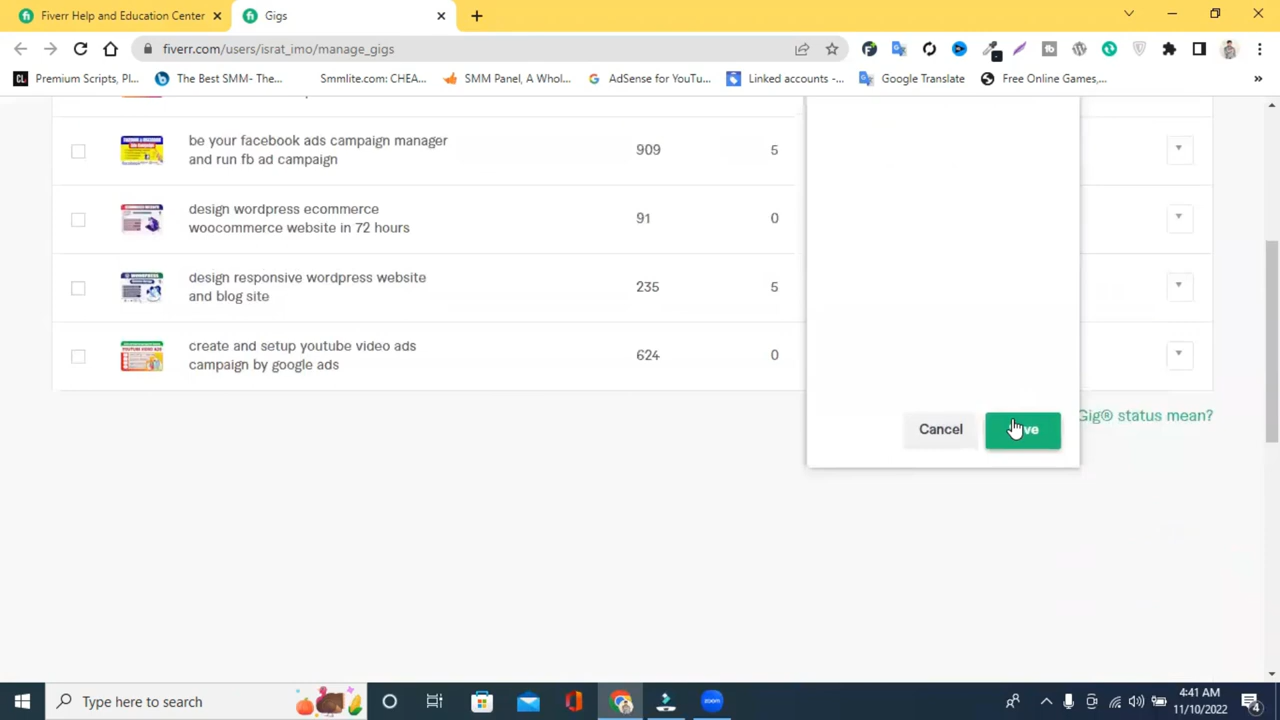 Fiverr Help and Education Center
Gigs
fiverr.com/users/israt_imo/manage_gigs
Premium Scripts, Pl...
The Best SMM- The...
Smmlite.com: CHEA...
SMM Panel, A Whol...
AdSense for YouTu...
Linked accounts -...
Google Translate
Free Online Games,...
be your facebook ads campaign manager
and run fb ad campaign
909
5
design wordpress ecommerce
woocommerce website in 72 hours
91
0
design responsive wordpress website
and blog site
235
5
create and setup youtube video ads
campaign by google ads
624
0
Gig® status mean?
Cancel
Type here to search
zoom
4:41 AM
11/10/2022
4